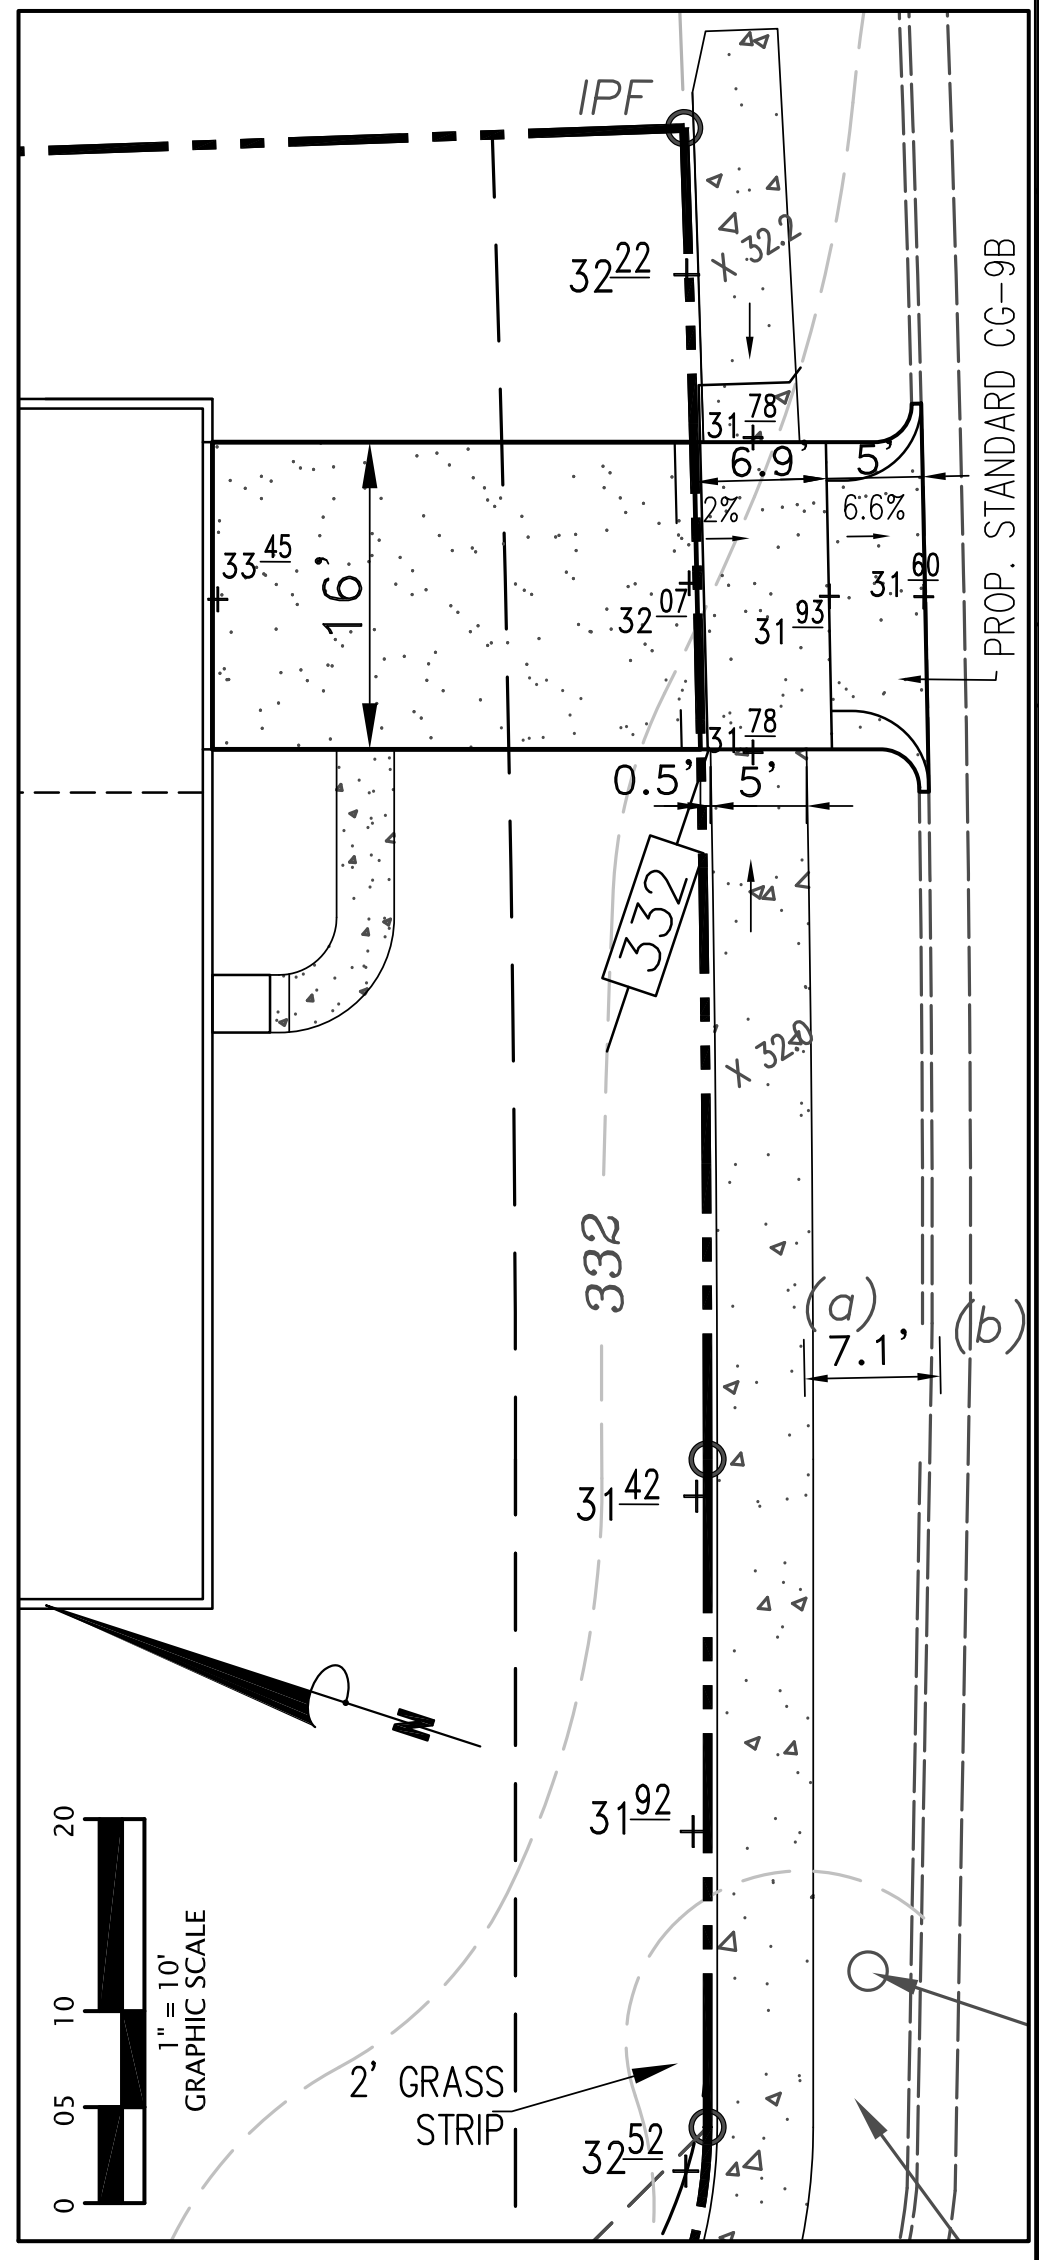 IPF
32 22
X 32.2
PROP. STANDARD CG-9B
31 78
6.9'
5'
2%
6.6%
33 45
16'
32 07
31 93
31 60
31 78
0.5'
5'
332
X 32.0
332
(a)
(b)
7.1'
31 42
N
31 92
20
10
05
0
1" = 10'
GRAPHIC SCALE
2' GRASS
STRIP
32 52